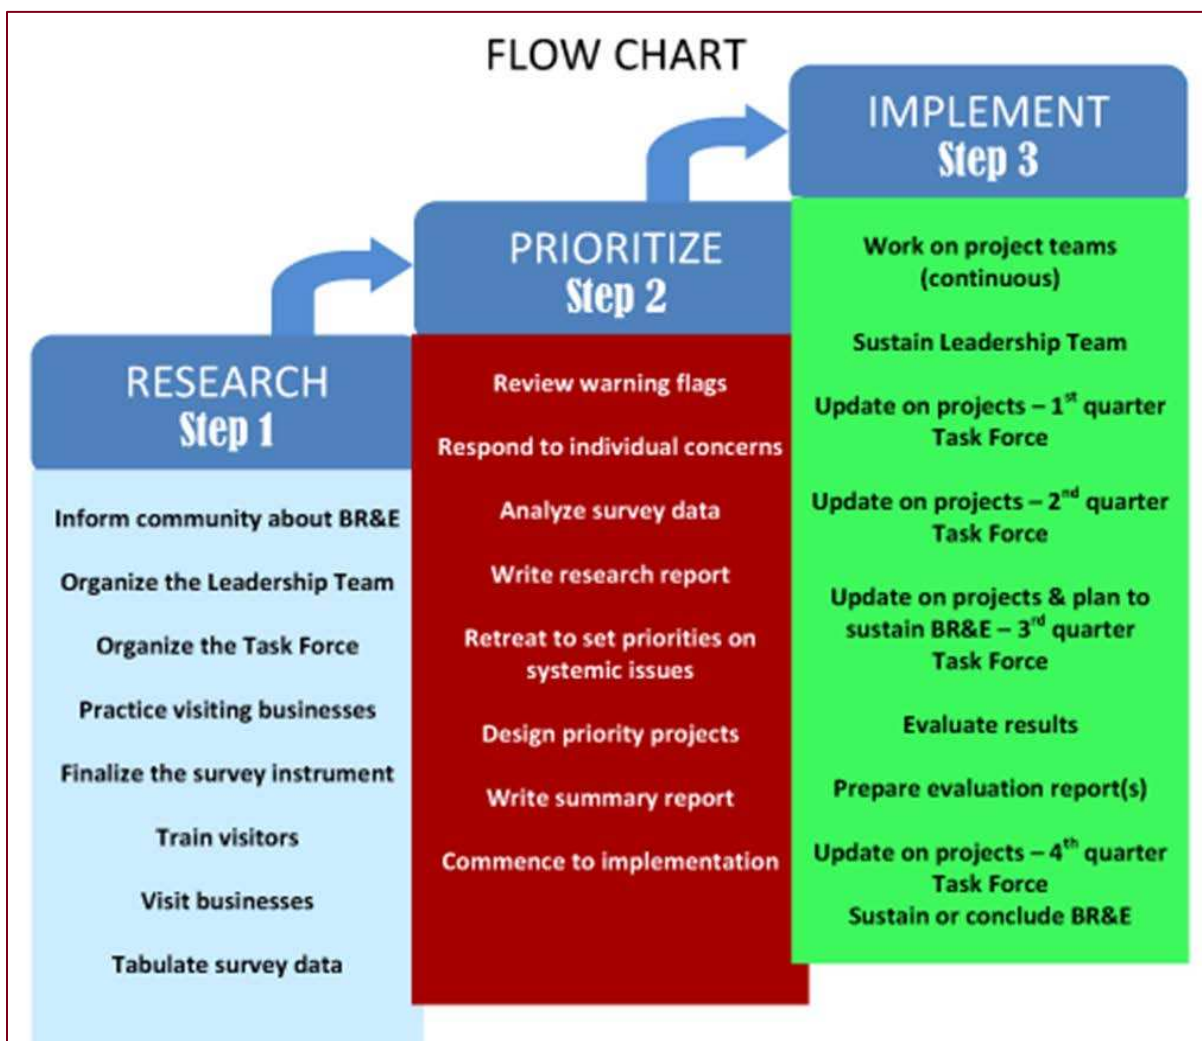 FLOW CHART
RESEARCH
Step 1
Inform community about BR&E
Organize the Leadership Team
Organize the Task Force
Practice visiting businesses
Finalize the survey instrument
Train visitors
Visit businesses
Tabulate survey data
PRIORITIZE
Step 2
Review warning flags
Respond to individual concerns
Analyze survey data
Write research report
Retreat to set priorities on
systemic issues
Design priority projects
Write summary report
Commence to implementation
IMPLEMENT
Step 3
Work on project teams
(continuous)
Sustain Leadership Team
Update on projects – 1st quarter
Task Force
Update on projects – 2nd quarter
Task Force
Update on projects & plan to
sustain BR&E – 3rd quarter
Task Force
Evaluate results
Prepare evaluation report(s)
Update on projects – 4th quarter
Task Force
Sustain or conclude BR&E